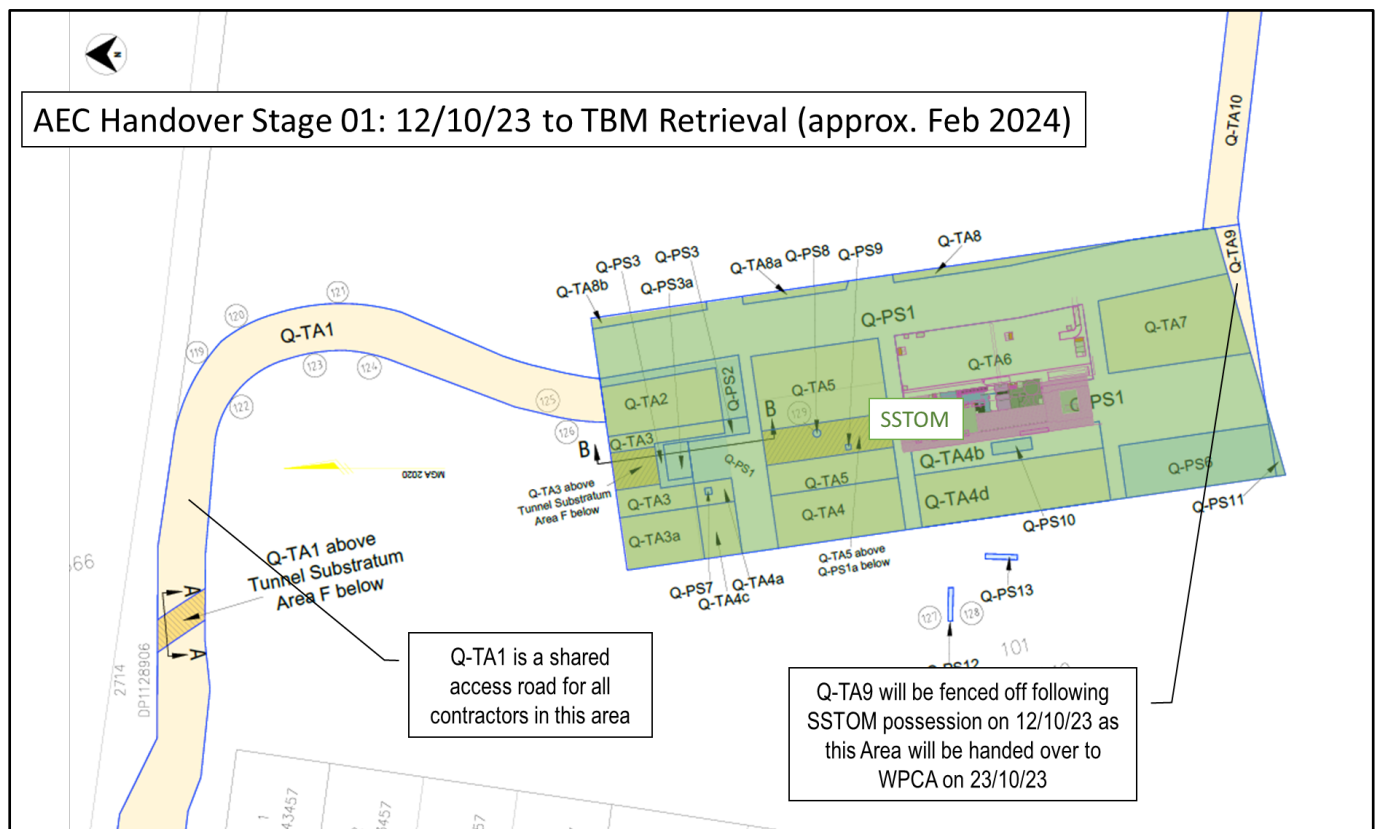 N
AEC Handover Stage 01: 12/10/23 to TBM Retrieval (approx. Feb 2024)
Q-TA10
Q-TA9
Q-PS3
Q-PS3
Q-PS3a
Q-TA8b
Q-TA8a
Q-PS8
Q-PS9
Q-TA8
121
120
119
Q-TA1
123
124
122
125
126
Q-PS1
Q-TA7
Q-TA6
Q-TA2
Q-PS2
Q-TA5
129
B
B
SSTOM
PS1
Q-TA3
Q-PS1
Q-TA4b
Q-PS6
Q-TA3 above
Tunnel Substratum
Area F below
Q-TA3
Q-TA5
Q-TA4
Q-TA4d
Q-TA3a
Q-PS11
Q-PS10
MGA 2020
Q-TA5 above
Q-PS1a below
Q-PS7
Q-TA4a
Q-TA4c
Q-TA1 above
Tunnel Substratum
Area F below
A
A
Q-PS13
127
128
Q-PS12
101
2714
DP1128906
Q-TA1 is a shared
access road for all
contractors in this area
Q-TA9 will be fenced off following
SSTOM possession on 12/10/23 as
this Area will be handed over to
WPCA on 23/10/23
1
43457
3457
57